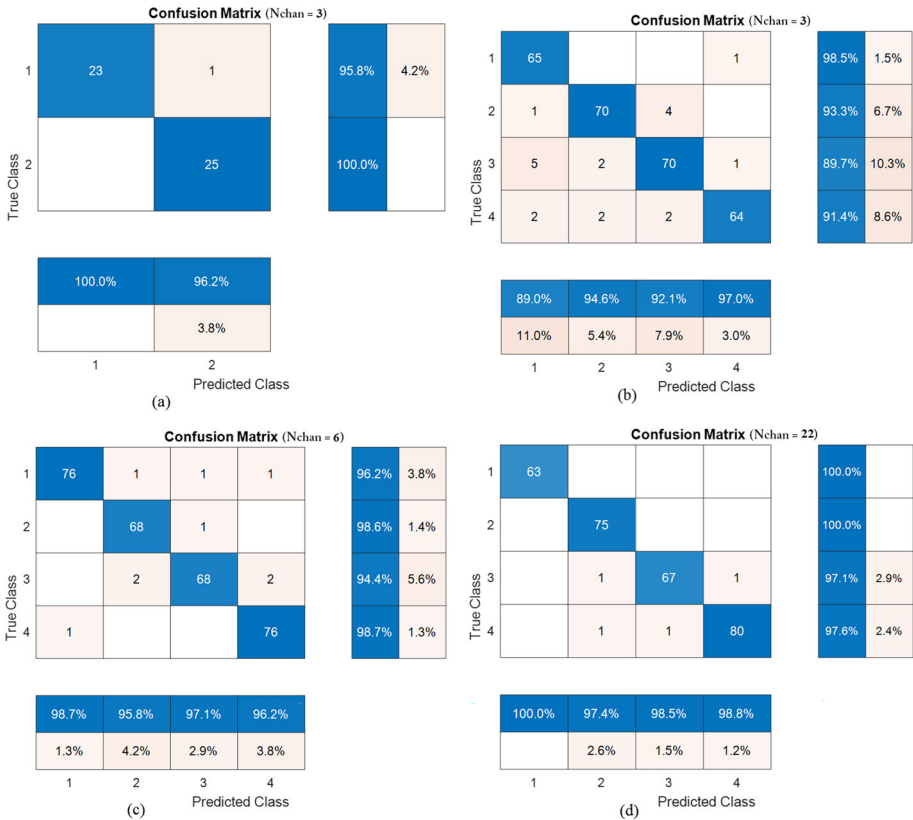 (a)
Confusion Matrix (Nchan = 3)
1 23 1 95.8% 4.2%
2 25 100.0%
True Class
100.0% 96.2%
3.8%
1 2
Predicted Class
(b)
Confusion Matrix (Nchan = 3)
1 65 1 98.5% 1.5%
2 1 70 4 93.3% 6.7%
3 5 2 70 1 89.7% 10.3%
4 2 2 2 64 91.4% 8.6%
True Class
89.0% 94.6% 92.1% 97.0%
11.0% 5.4% 7.9% 3.0%
1 2 3 4
Predicted Class
(c)
Confusion Matrix (Nchan = 6)
1 76 1 1 1 96.2% 3.8%
2 68 1 98.6% 1.4%
3 2 68 2 94.4% 5.6%
4 1 76 98.7% 1.3%
True Class
98.7% 95.8% 97.1% 96.2%
1.3% 4.2% 2.9% 3.8%
1 2 3 4
Predicted Class
(d)
Confusion Matrix (Nchan = 22)
1 63 100.0%
2 75 100.0%
3 1 67 1 97.1% 2.9%
4 1 1 80 97.6% 2.4%
True Class
100.0% 97.4% 98.5% 98.8%
2.6% 1.5% 1.2%
1 2 3 4
Predicted Class